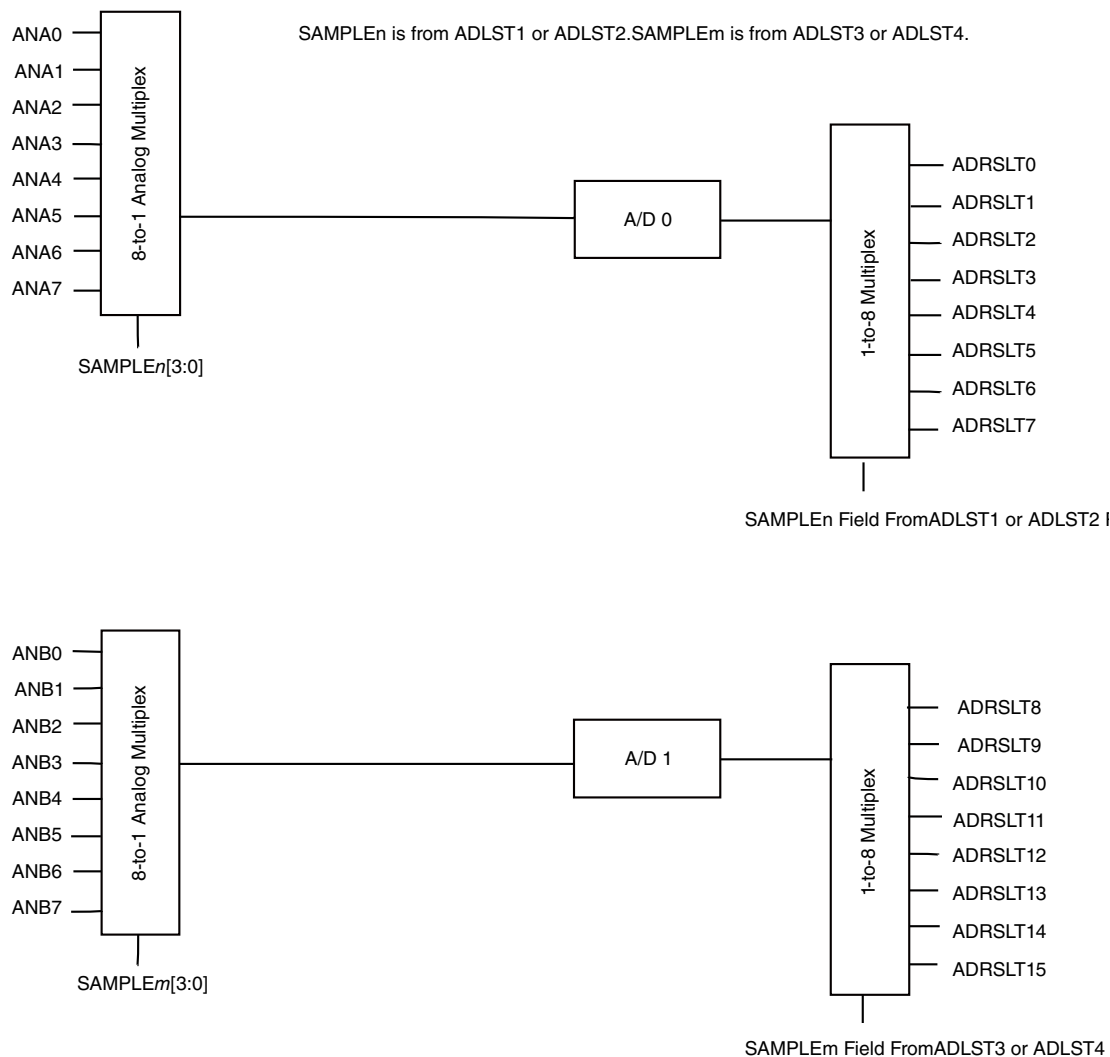 SAMPLEn is from ADLST1 or ADLST2.SAMPLEm is from ADLST3 or ADLST4.
ANA0
ANA1
ANA2
ANA3
ANA4
ANA5
ANA6
ANA7
8-to-1 Analog Multiplex
SAMPLEn[3:0]
A/D 0
1-to-8 Multiplex
ADRSLT0
ADRSLT1
ADRSLT2
ADRSLT3
ADRSLT4
ADRSLT5
ADRSLT6
ADRSLT7
SAMPLEn Field FromADLST1 or ADLST2
ANB0
ANB1
ANB2
ANB3
ANB4
ANB5
ANB6
ANB7
8-to-1 Analog Multiplex
SAMPLEm[3:0]
A/D 1
1-to-8 Multiplex
ADRSLT8
ADRSLT9
ADRSLT10
ADRSLT11
ADRSLT12
ADRSLT13
ADRSLT14
ADRSLT15
SAMPLEm Field FromADLST3 or ADLST4